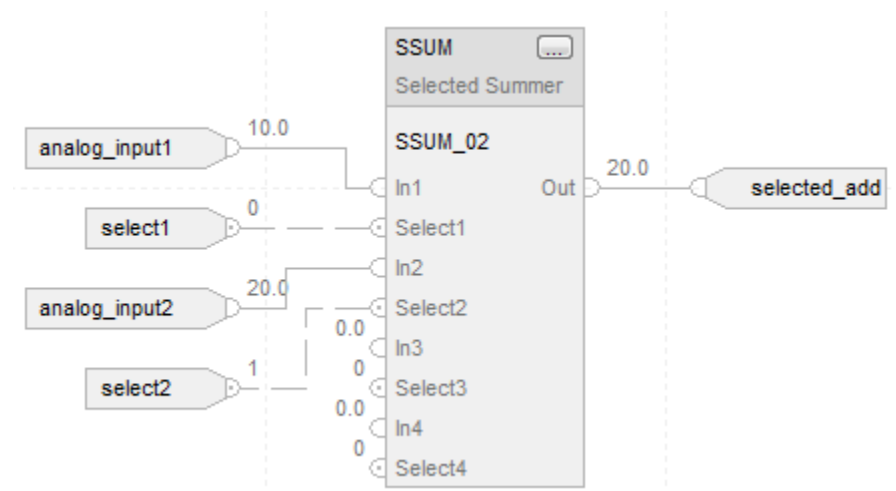 SSUM ...
Selected Summer
SSUM_02
analog_input1 10.0 In1 Out 20.0 selected_add
select1 0 Select1
analog_input2 20.0 In2
Select2
0.0 In3
select2 1 0 Select3
0.0 In4
0 Select4